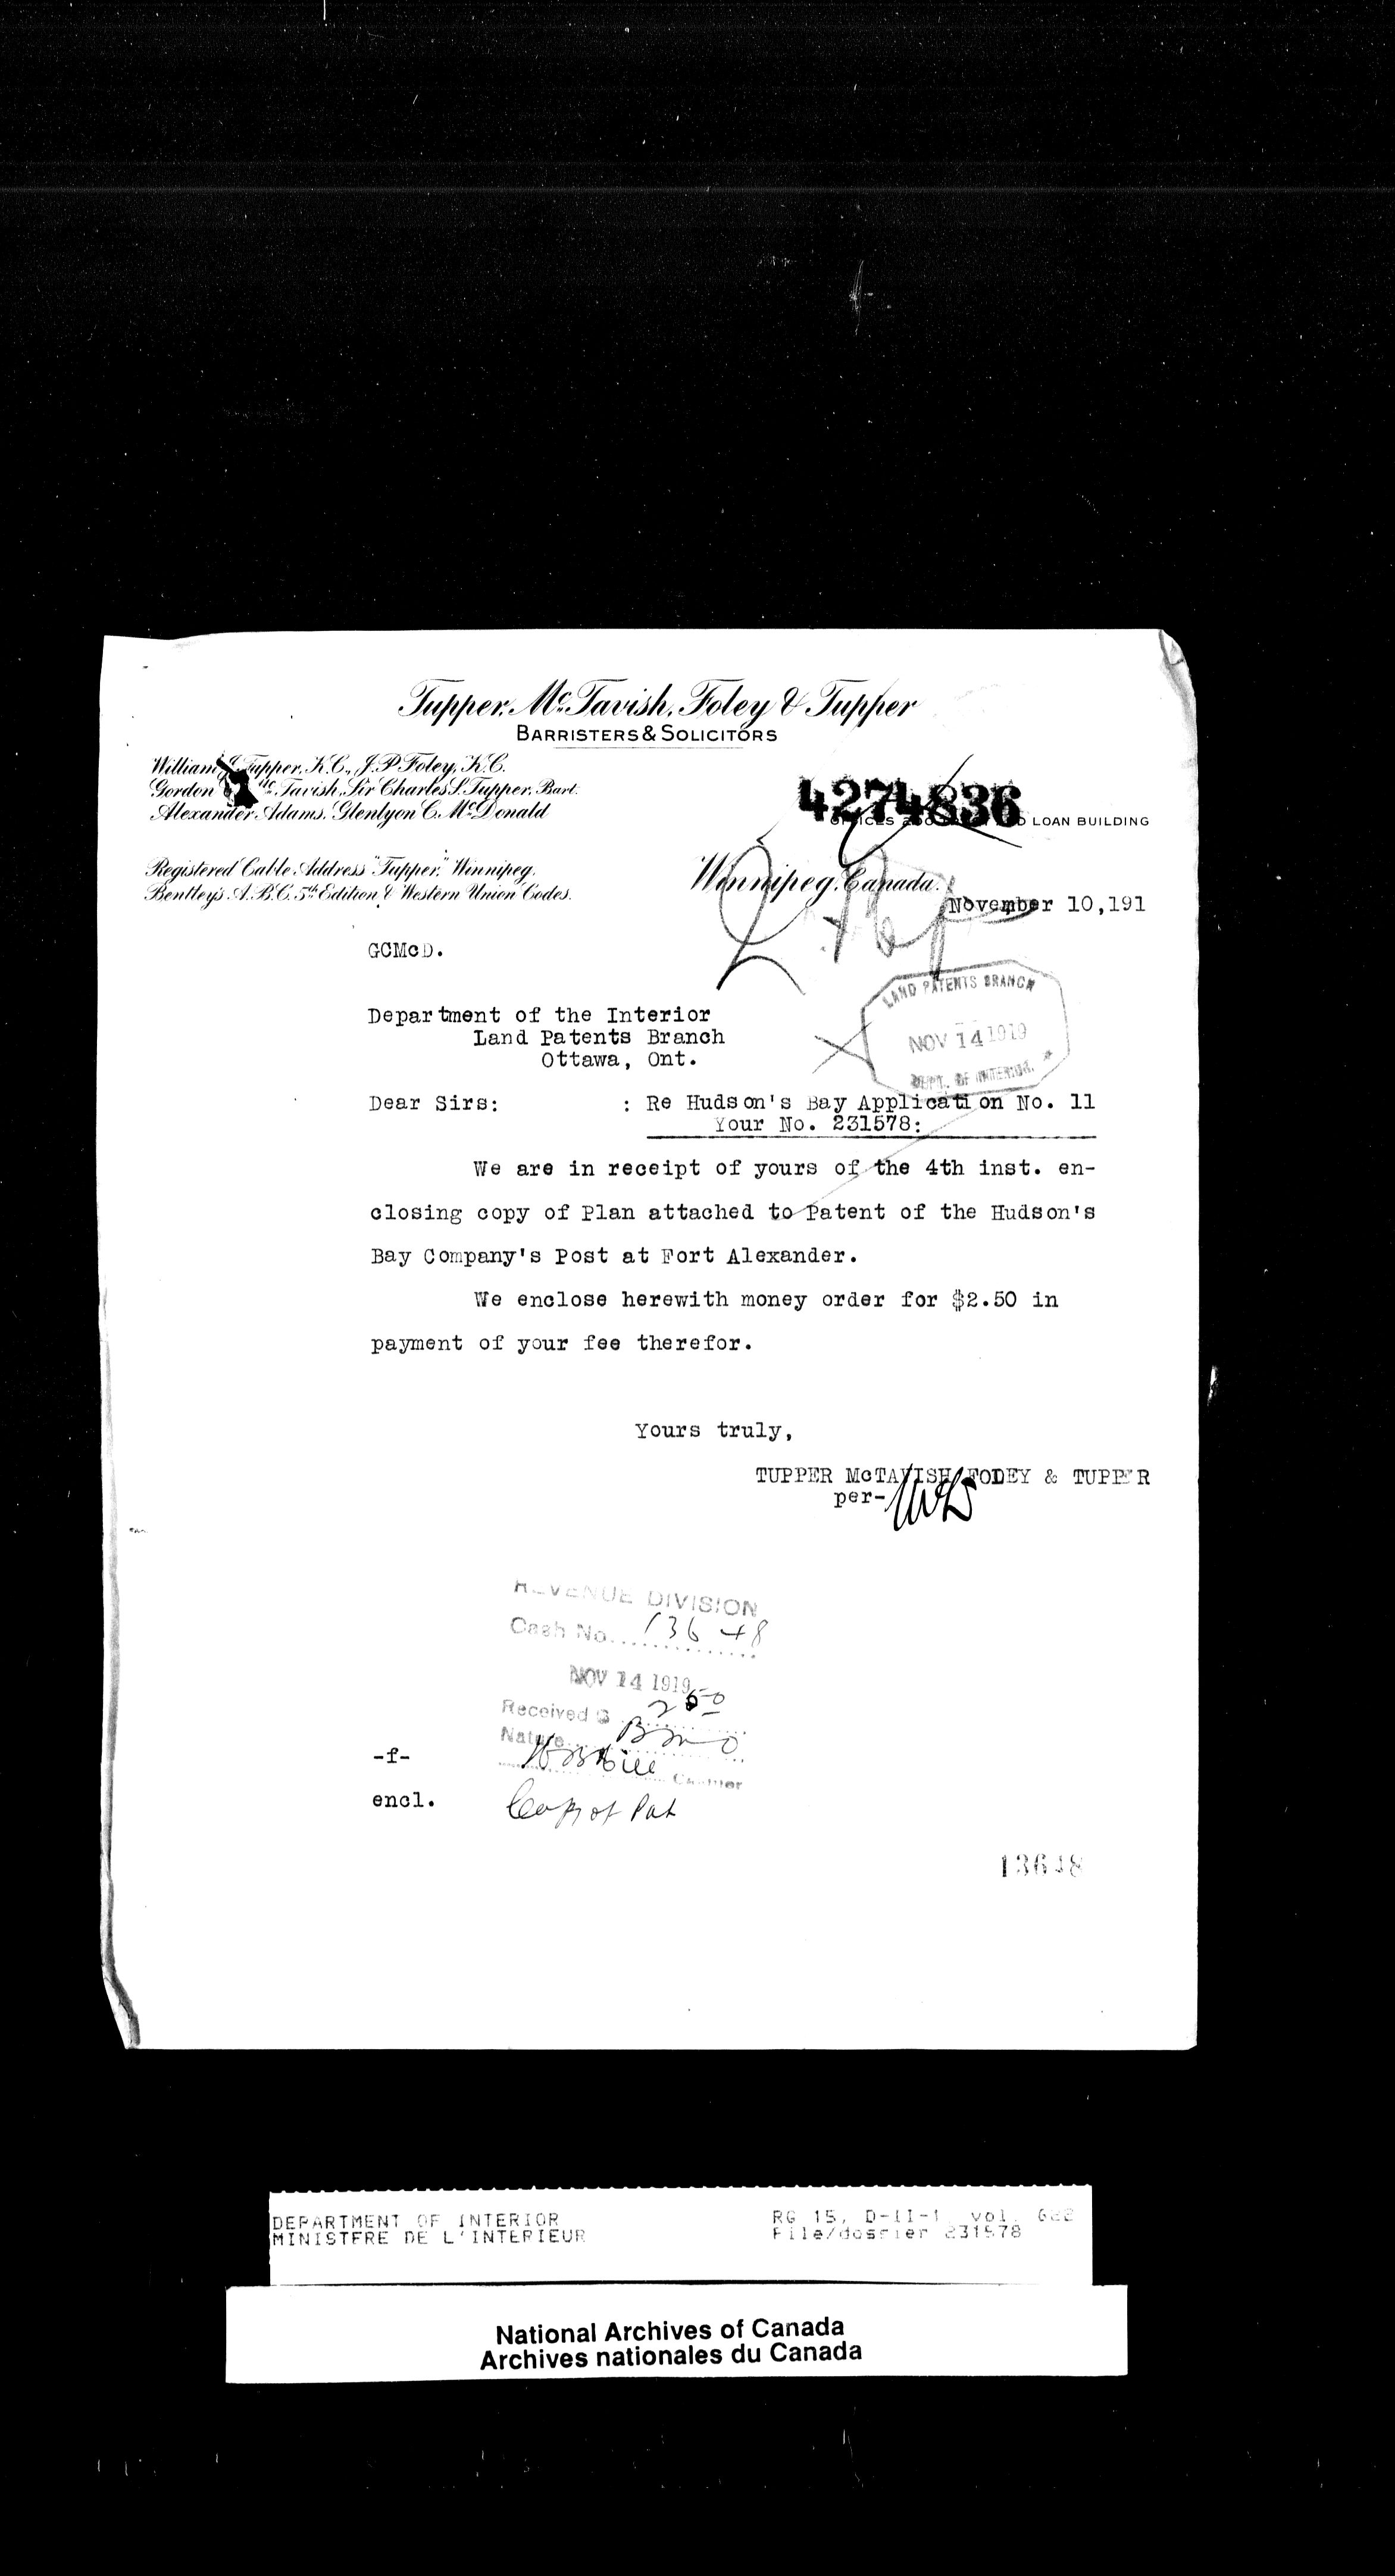 Tupper, McTavish, Foley & Tupper
BARRISTERS & SOLICITORS
William J. Tupper, K.C., J.P. Foley, K.C.
Gordon McTavish, Sir Charles S. Tupper, Bart.
Alexander Adams, Glenlyon C. McDonald
4274836
LOAN BUILDING
Registered Cable Address "Tupper," Winnipeg.
Bentley's A.B.C. 5th Edition & Western Union Codes.
Winnipeg, Canada.
November 10,191
GCMcD.
LAND PATENTS BRANCH
NOV 14 1919
DEPT. OF INTERIOR.
Department of the Interior
Land Patents Branch
Ottawa, Ont.
Dear Sirs: : Re Hudson's Bay Application No. 11
Your No. 231578:
We are in receipt of yours of the 4th inst. en-
closing copy of Plan attached to Patent of the Hudson's
Bay Company's Post at Fort Alexander.
We enclose herewith money order for $2.50 in
payment of your fee therefor.
Yours truly,
TUPPER McTAVISH FOLEY & TUPPER
per-
REVENUE DIVISION
Cash No. 13648
NOV 14 1919
Received $ 2 50
Nature
Cashier
-f-
encl.
Copy of Pat
13648
DEPARTMENT OF INTERIOR
MINISTERE DE L'INTERIEUR
RG 15, D-II-1, vol. 622
File/dossier 231578
National Archives of Canada
Archives nationales du Canada